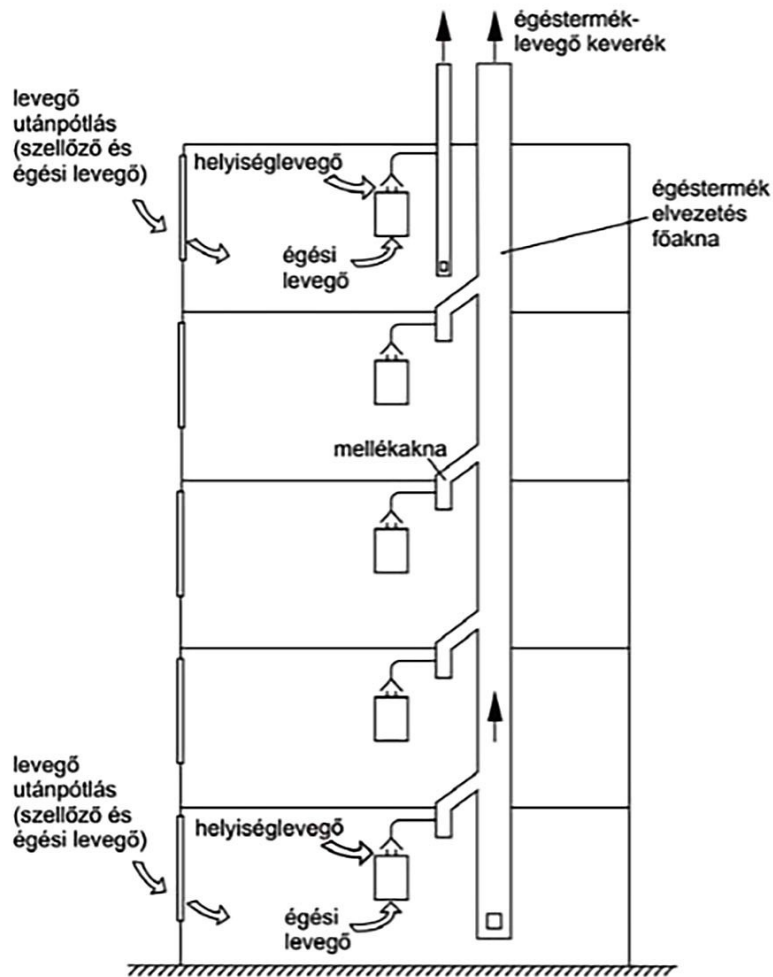 égéstermék-
levegő keverék
levegő
utánpótlás
(szellőző és
égési levegő)
helyiséglevegő
égési
levegő
égéstermék
elvezetés
főakna
mellékakna
levegő
utánpótlás
(szellőző és
égési levegő)
helyiséglevegő
égési
levegő